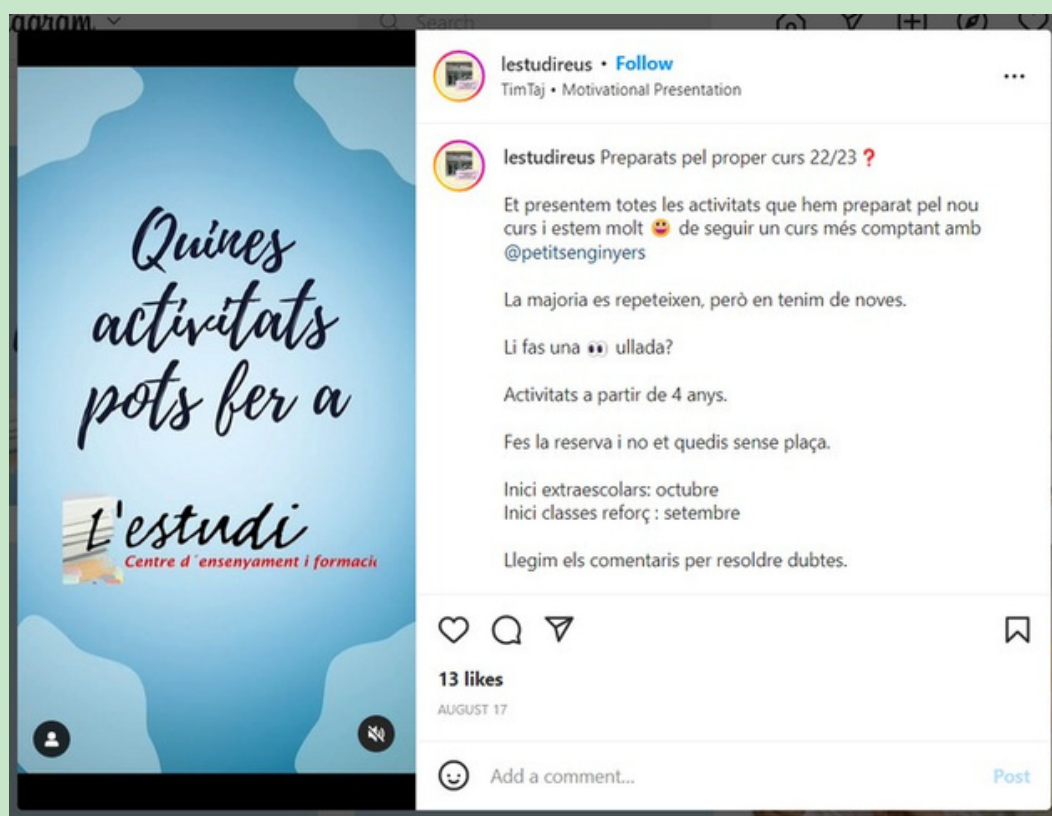 Search
Quines
activitats
pots fer a
L'estudi
Centre d´ensenyament i formació
lestudireus • Follow
TimTaj • Motivational Presentation
lestudireus Preparats pel proper curs 22/23 ❓
Et presentem totes les activitats que hem preparat pel nou
curs i estem molt 😀 de seguir un curs més comptant amb
@petitsenginyers
La majoria es repeteixen, però en tenim de noves.
Li fas una 👀 ullada?
Activitats a partir de 4 anys.
Fes la reserva i no et quedis sense plaça.
Inici extraescolars: octubre
Inici classes reforç : setembre
Llegim els comentaris per resoldre dubtes.
13 likes
AUGUST 17
Add a comment...
Post